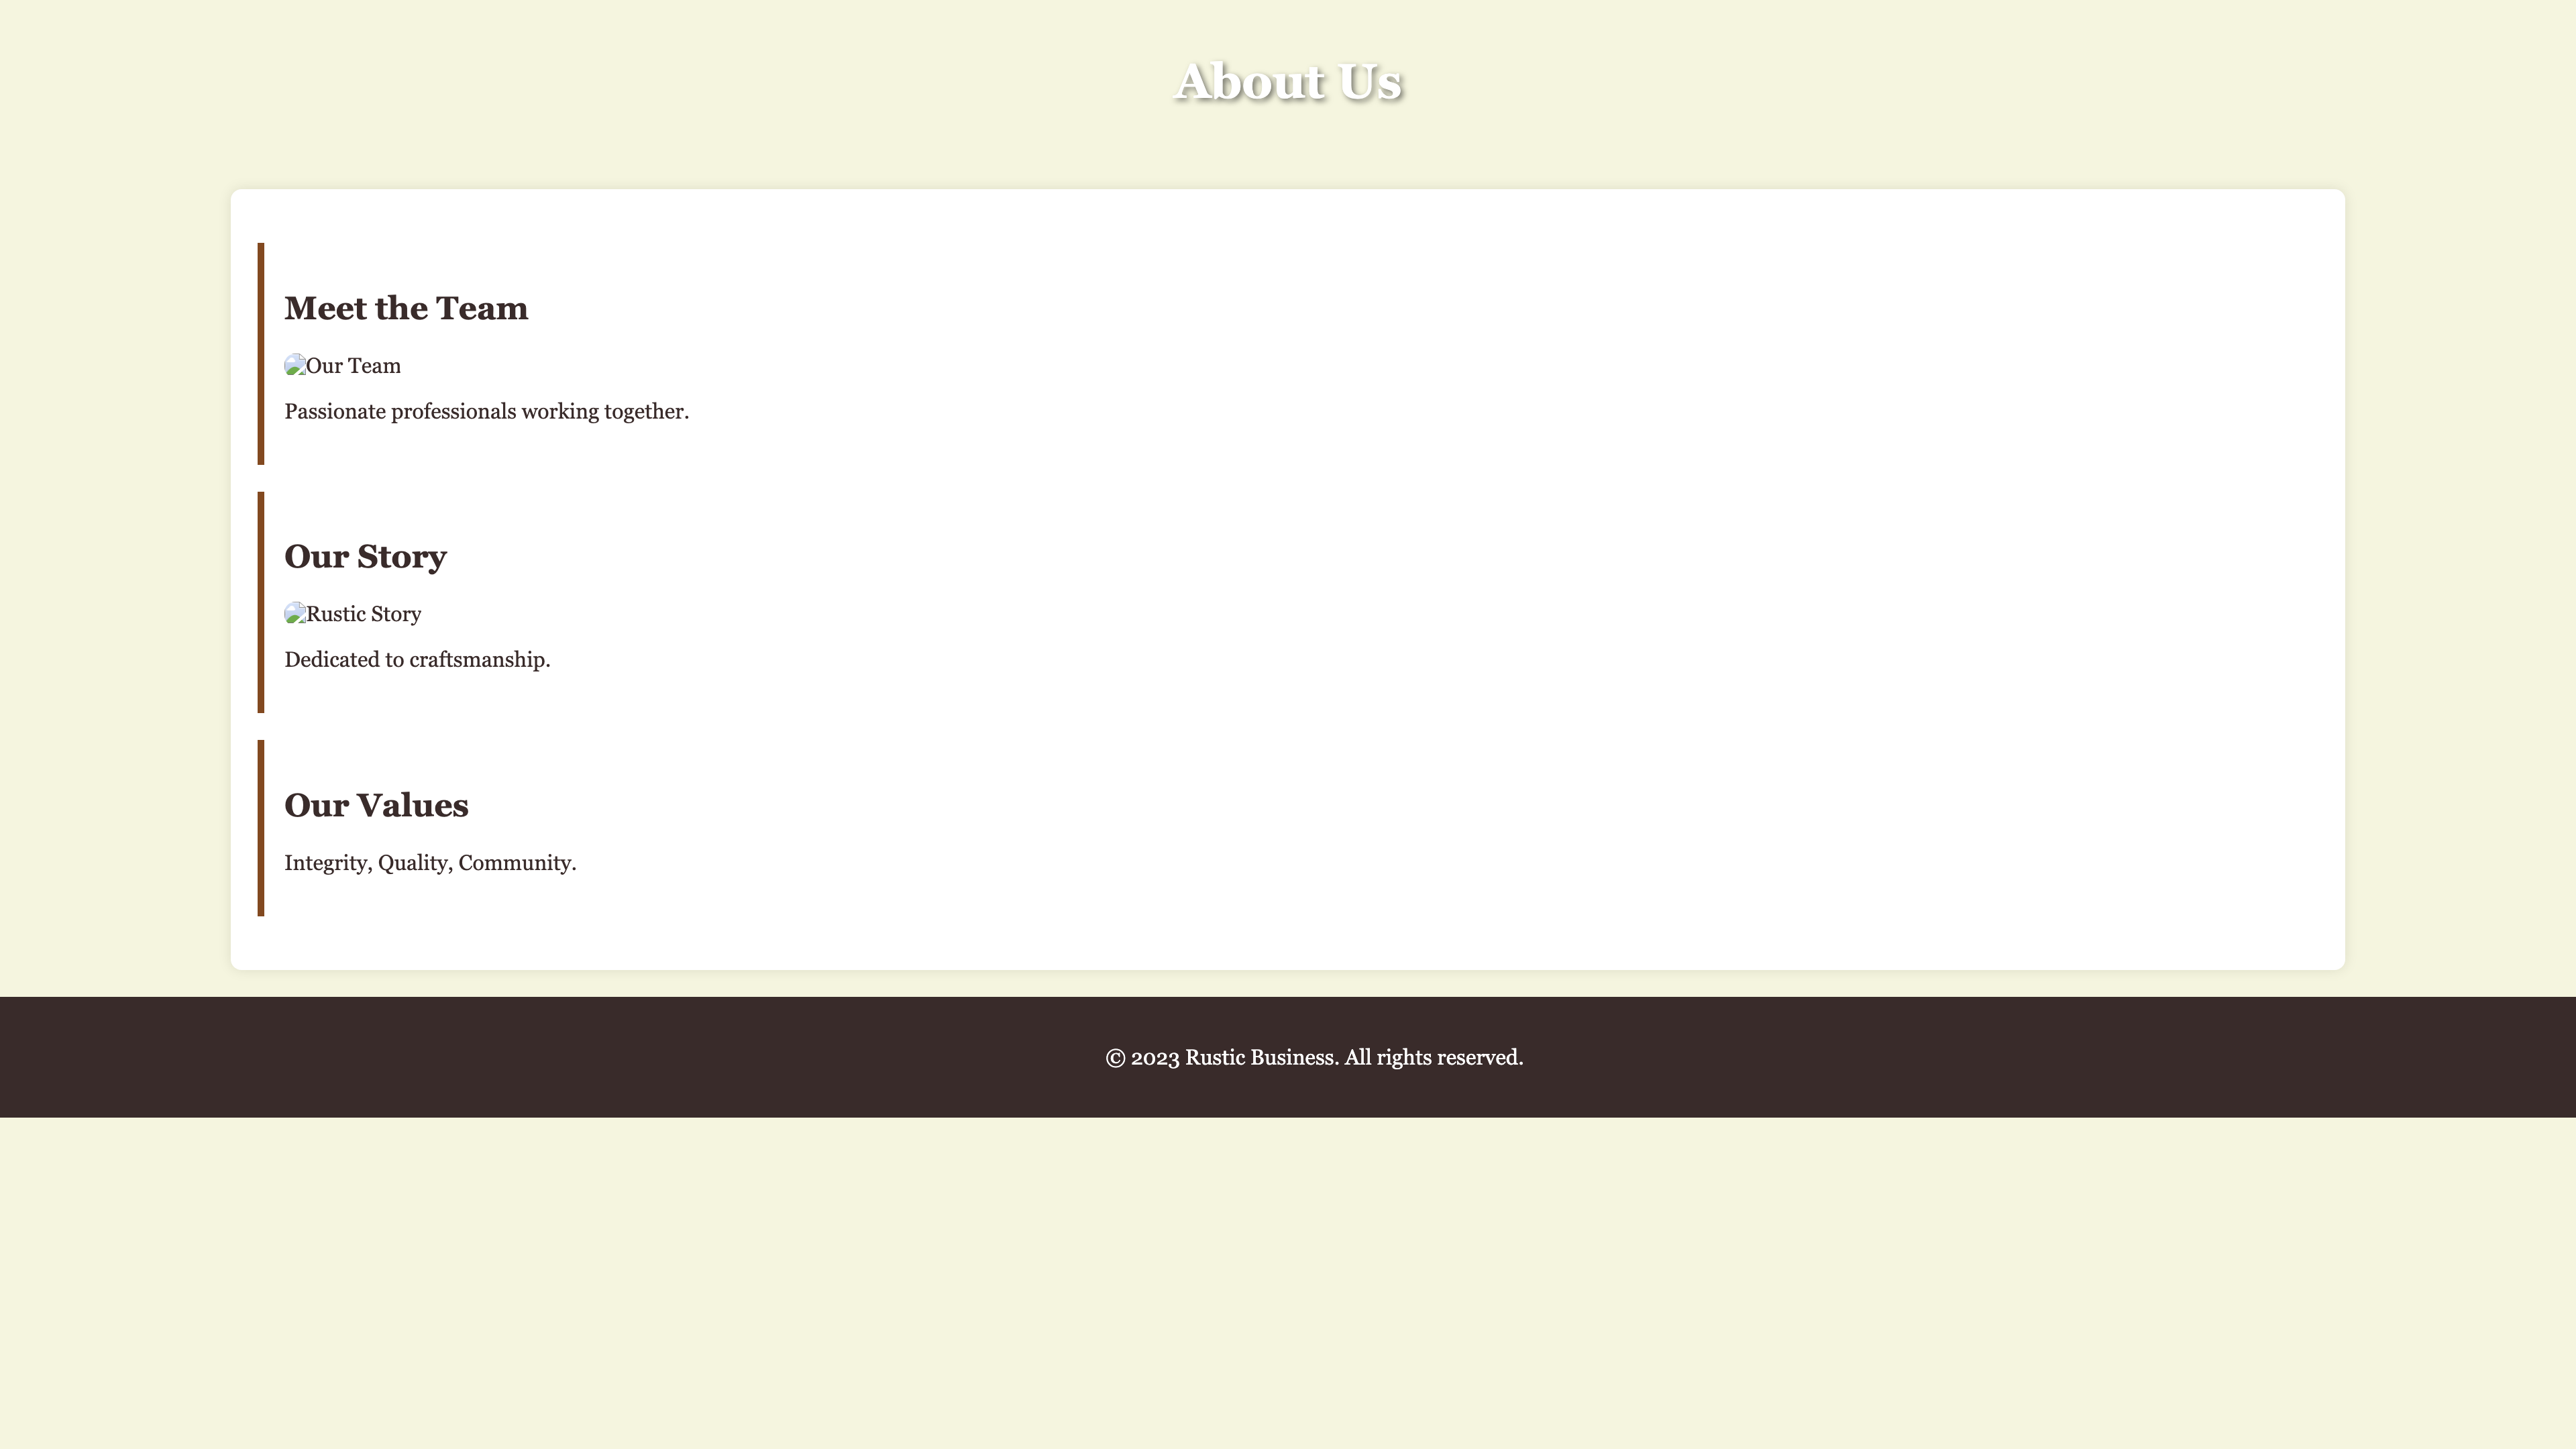 About Us
Meet the Team
Our Team
Passionate professionals working together.
Our Story
Rustic Story
Dedicated to craftsmanship.
Our Values
Integrity, Quality, Community.
© 2023 Rustic Business. All rights reserved.